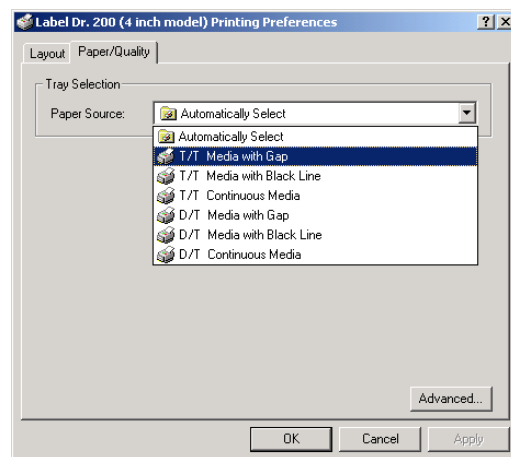 Label Dr. 200 (4 inch model) Printing Preferences
Layout Paper/Quality
Tray Selection
Paper Source: Automatically Select
Automatically Select
T/T Media with Gap
T/T Media with Black Line
T/T Continuous Media
D/T Media with Gap
D/T Media with Black Line
D/T Continuous Media
Advanced...
OK Cancel Apply